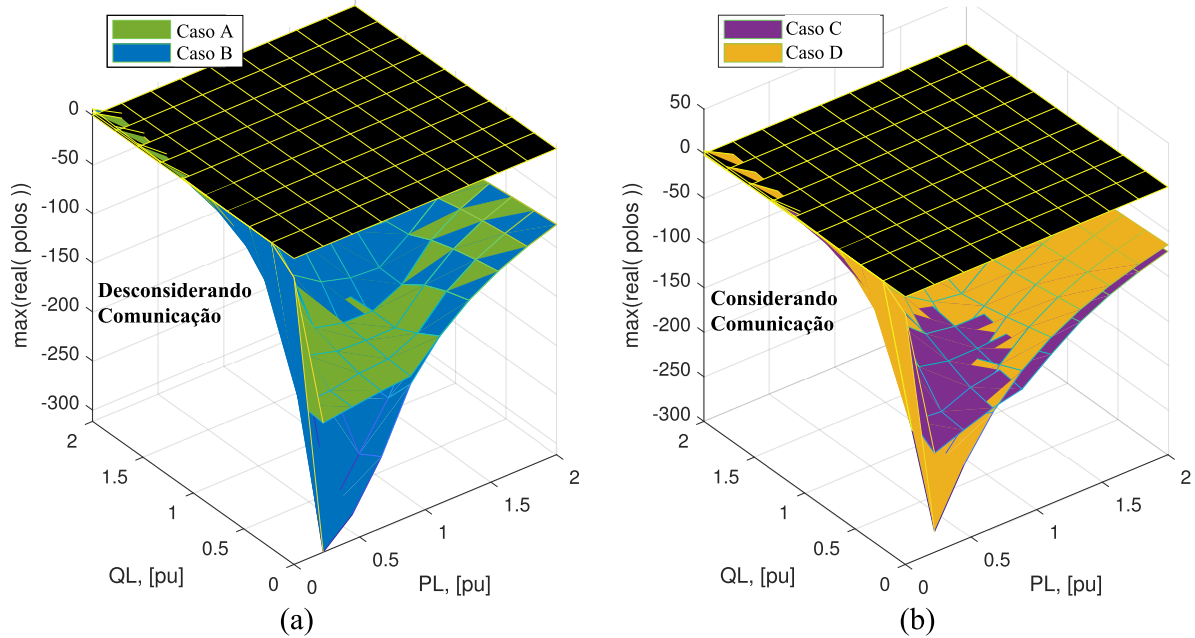 Caso A
Caso B
0
-50
-100
-150
-200
-250
-300
max(real( polos ))
Desconsiderando
Comunicação
2
1.5
1
0.5
0
QL, [pu]
0
0.5
1
1.5
2
PL, [pu]
(a)
Caso C
Caso D
50
0
-50
-100
-150
-200
-250
-300
max(real( polos ))
Considerando
Comunicação
2
1.5
1
0.5
0
QL, [pu]
0
0.5
1
1.5
2
PL, [pu]
(b)